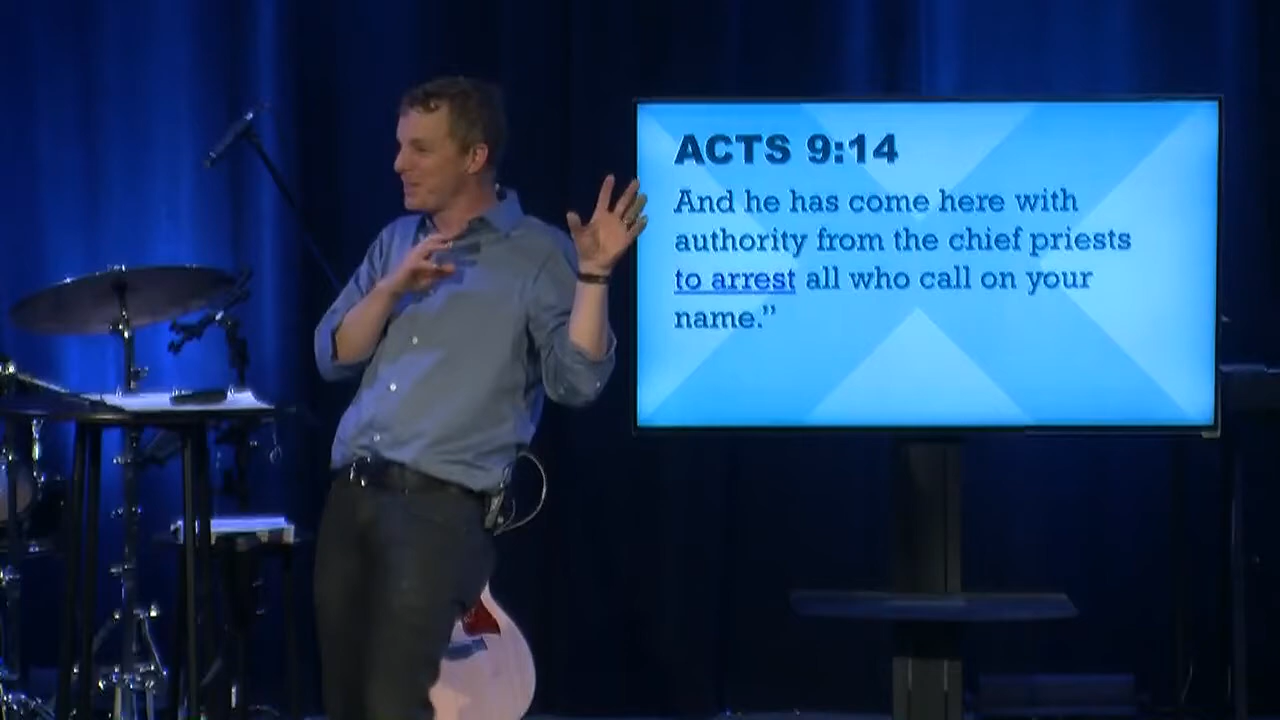 ACTS 9:14
And he has come here with
authority from the chief priests
to arrest all who call on your
name.”